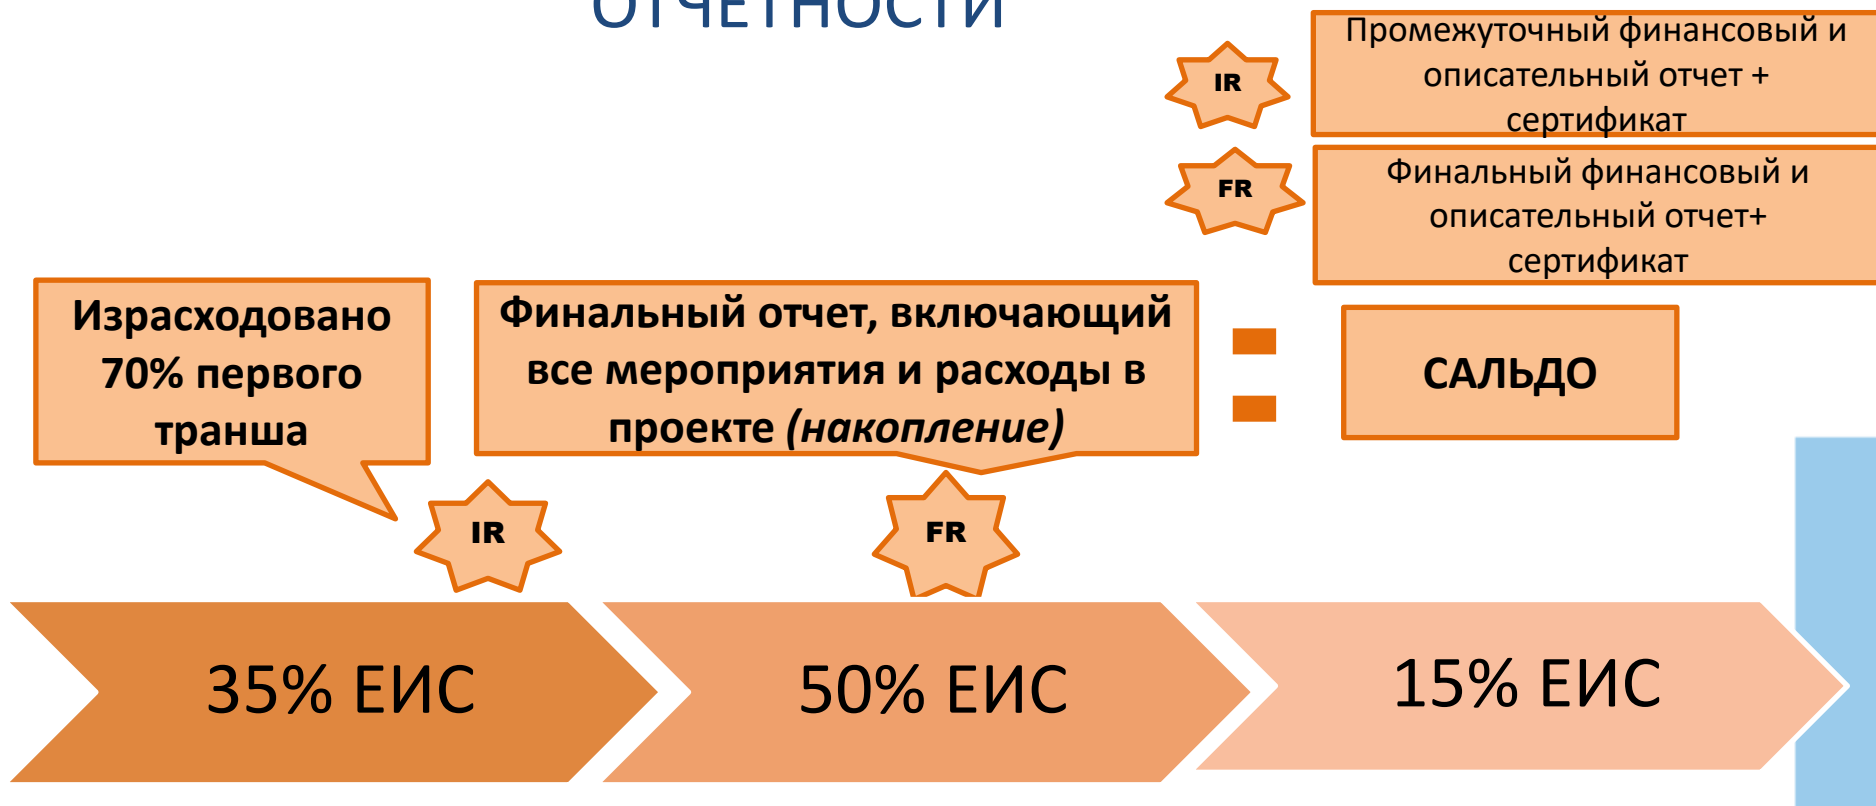 ОТЧЕТНОСТИ
IR
Промежуточный финансовый и
описательный отчет +
сертификат
FR
Финальный финансовый и
описательный отчет+
сертификат
Израсходовано
70% первого
транша
Финальный отчет, включающий
все мероприятия и расходы в
проекте (накопление)
САЛЬДО
IR
FR
35% ЕИС
50% ЕИС
15% ЕИС